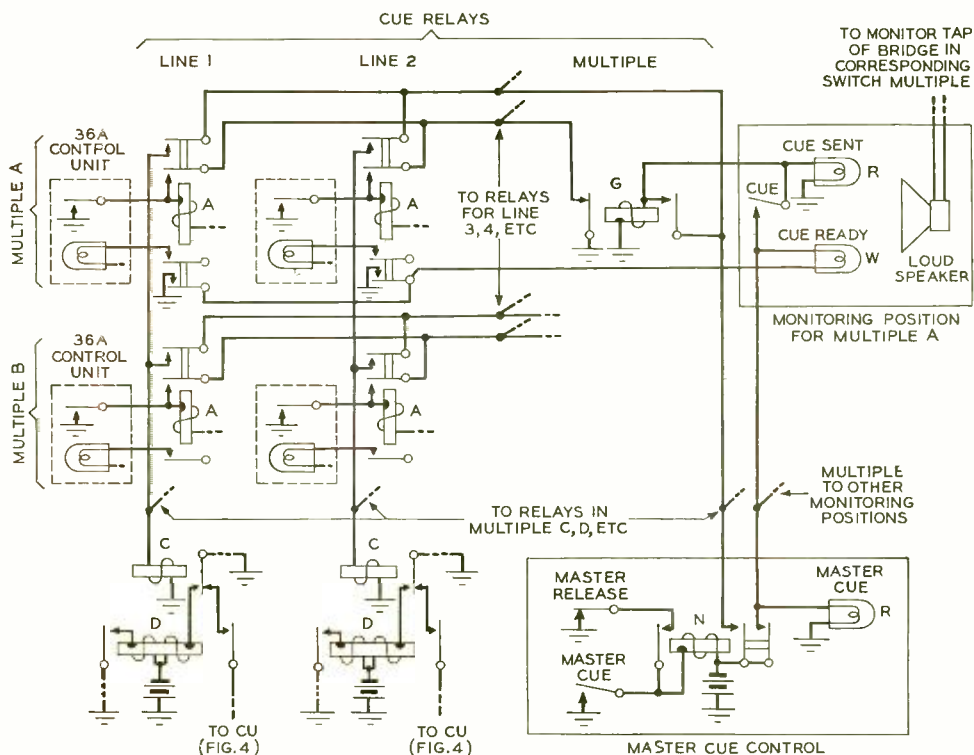 CUE RELAYS
LINE 1
LINE 2
MULTIPLE
TO MONITOR TAP
OF BRIDGE IN
CORRESPONDING
SWITCH MULTIPLE
MULTIPLE A
36A
CONTFOL
UNIT
A
A
TO RELAYS
FOR LINE
3, 4, ETC
G
CUE SENT
R
CUE
CUE READY
W
LOUD
SPEAKER
MONITORING POSITION
FOR MULTIPLE A
MULTIPLE B
36A
CONTROL
UNIT
A
A
TO RELAYS IN
MULTIPLE C, D, ETC
MULTIPLE
TO OTHER
MONITORING
POSITIONS
C
C
D
D
TO CU
(FIG. 4)
TO CU
(FIG. 4)
MASTER
RELEASE
N
MASTER
CUE
R
MASTER
CUE
MASTER CUE CONTROL